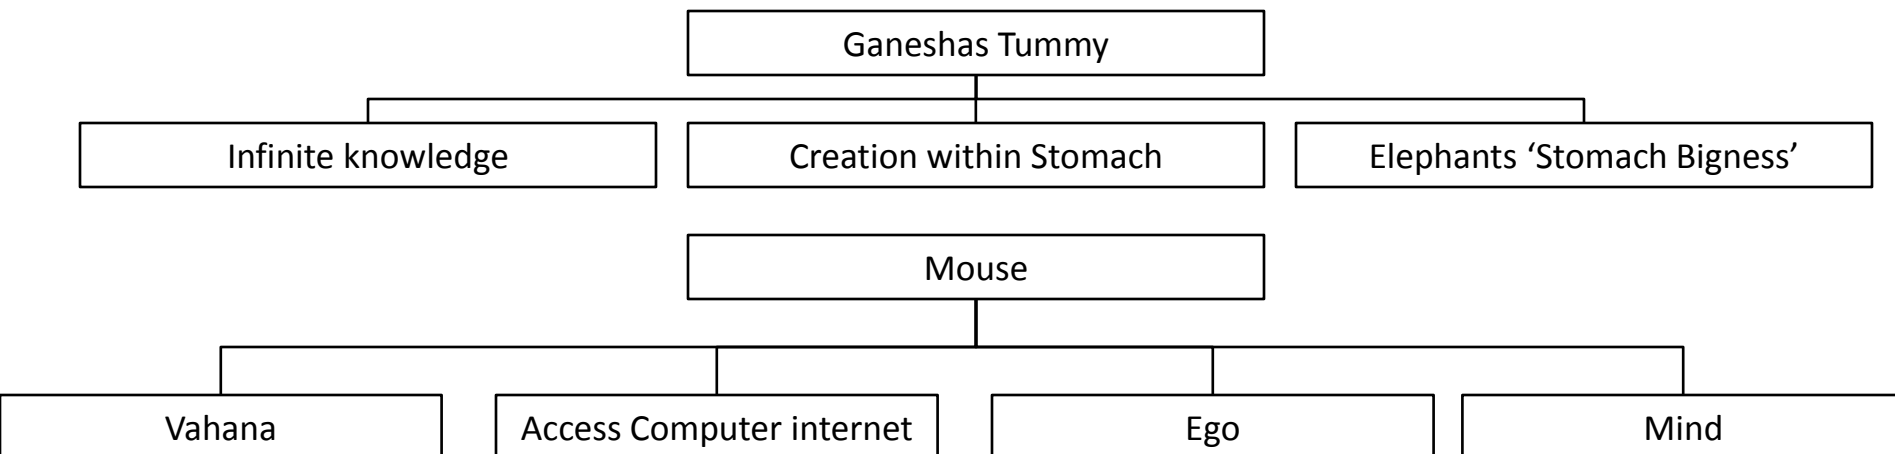 Ganeshas Tummy
Infinite knowledge
Creation within Stomach
Elephants ‘Stomach Bigness’
Mouse
Vahana
Access Computer internet
Ego
Mind